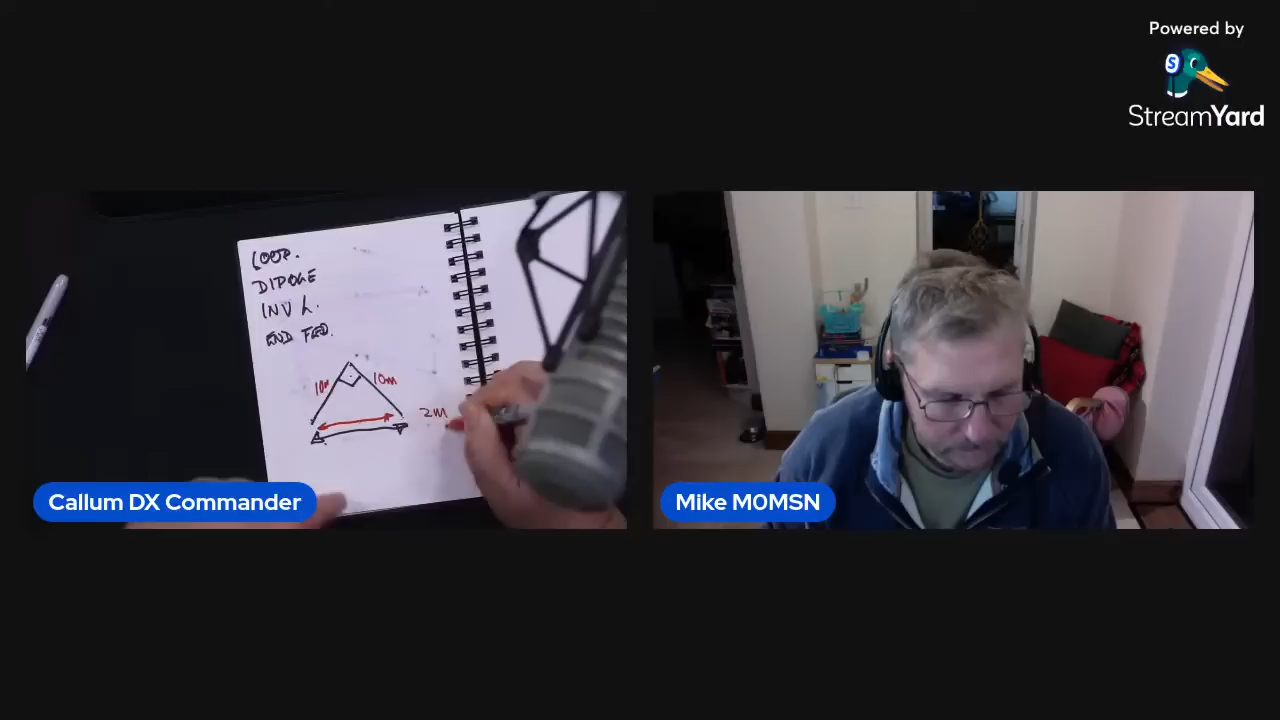 Powered by
StreamYard
LOOP.
DIPOLE
INV L.
END FED.
10m 10m
2m
Callum DX Commander
Mike M0MSN